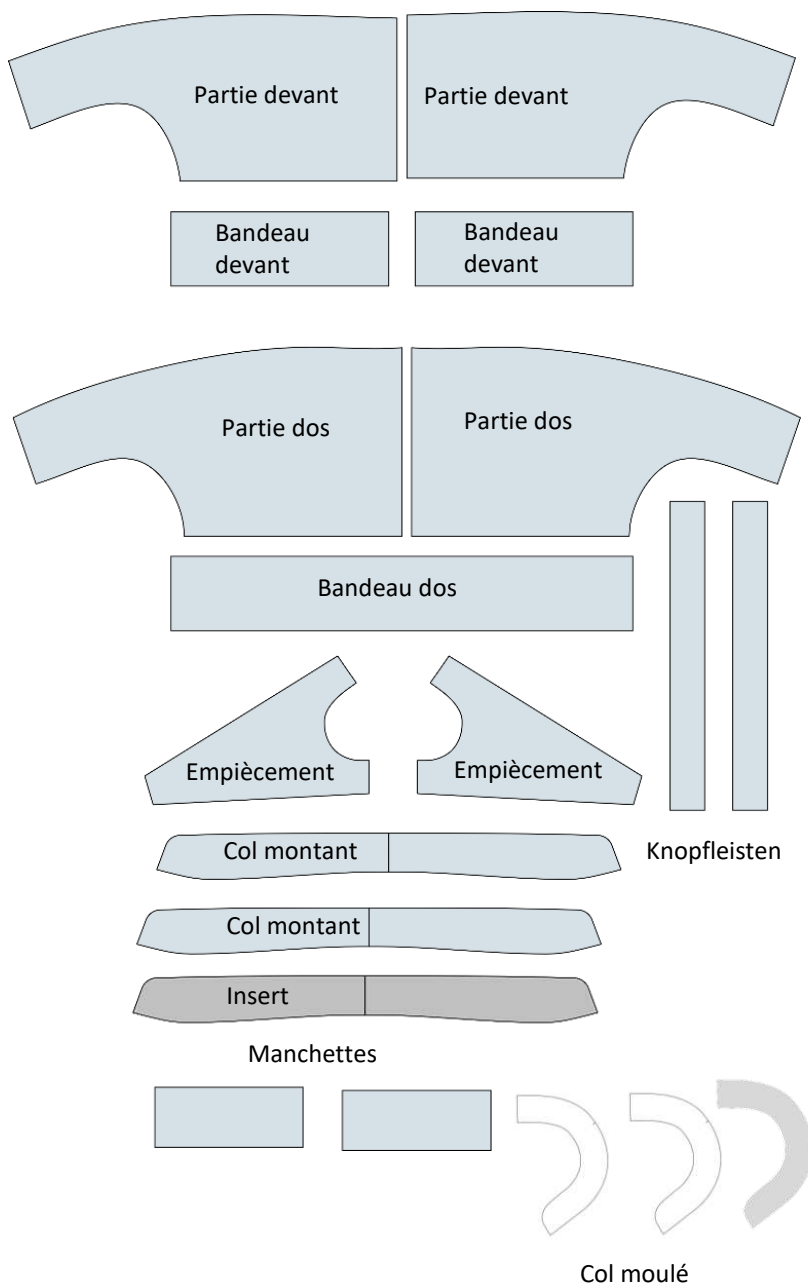 Partie devant
Partie devant
Bandeau
devant
Bandeau
devant
Partie dos
Partie dos
Bandeau dos
Empiècement
Empiècement
Col montant
Knopfleisten
Col montant
Insert
Manchettes
Col moulé